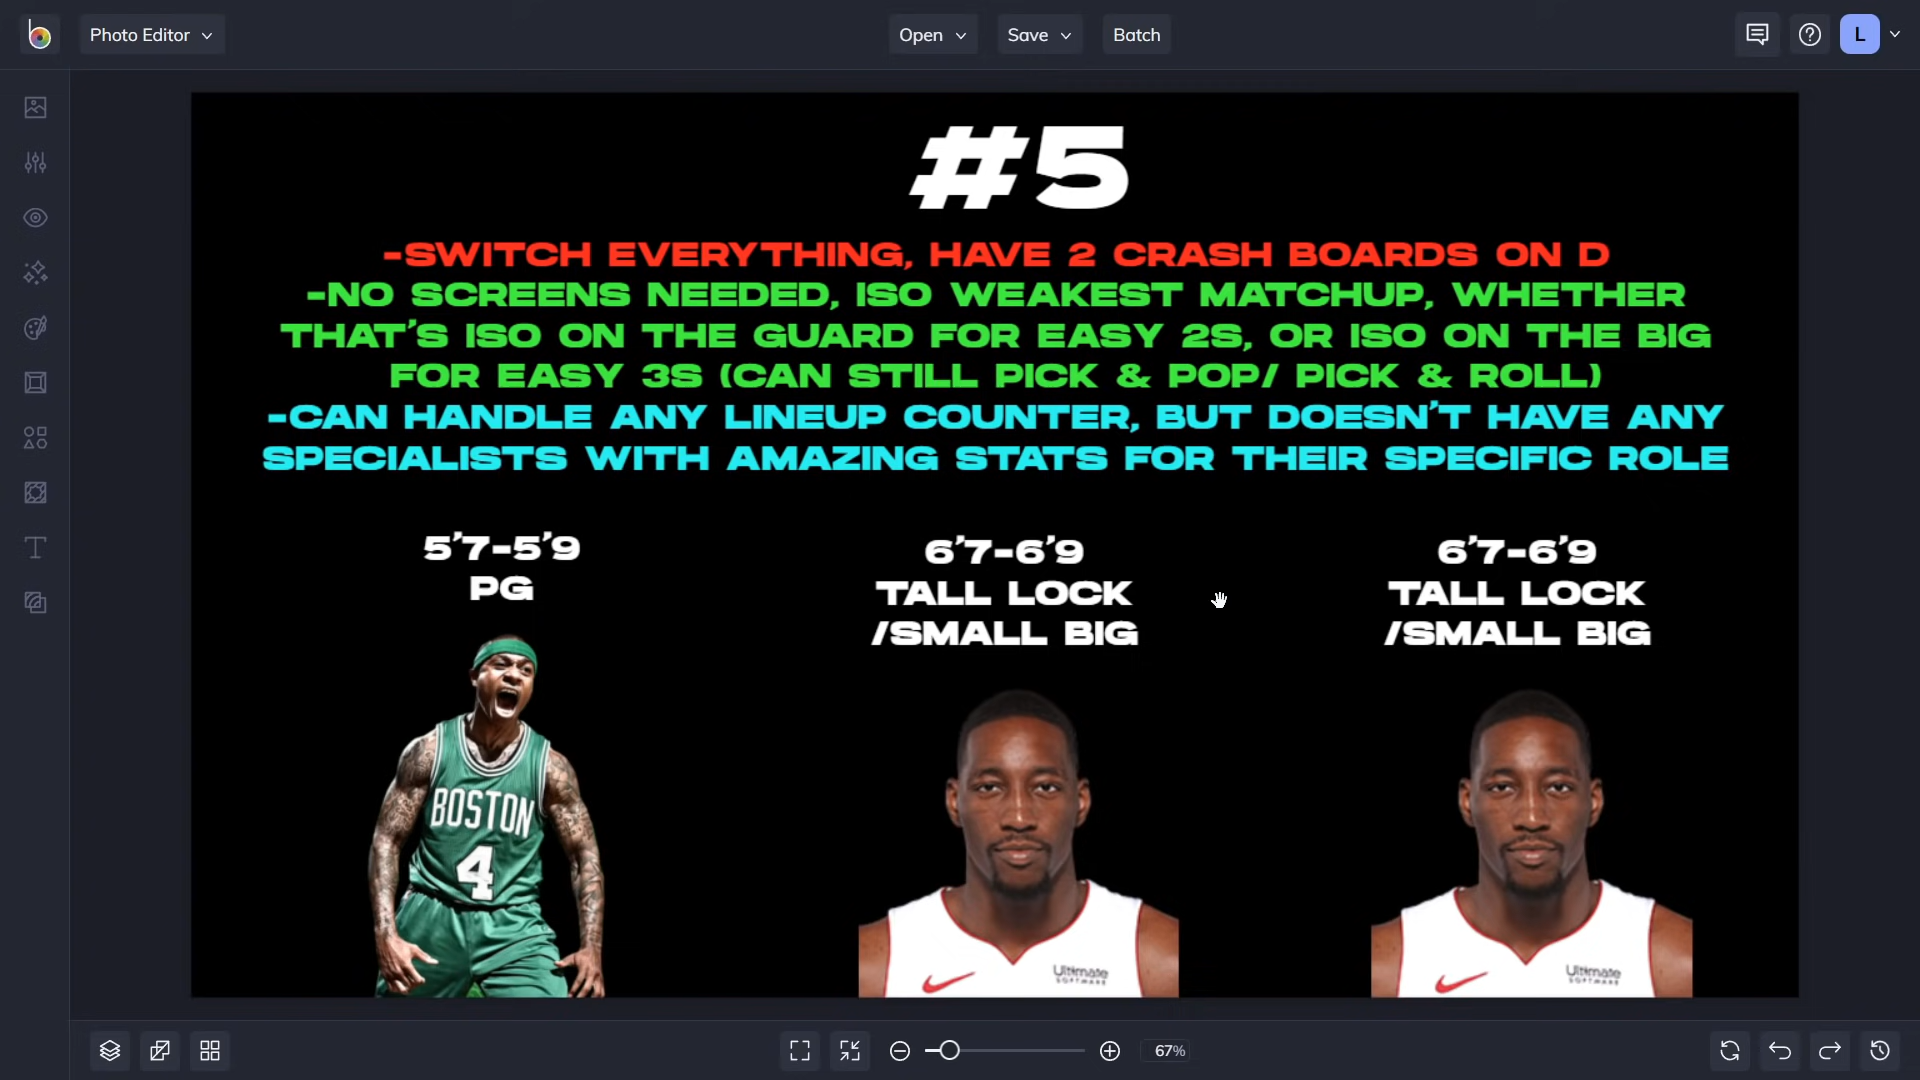 Photo Editor
Open
Save
Batch
L
#5
-SWITCH EVERYTHING, HAVE 2 CRASH BOARDS ON D
-NO SCREENS NEEDED, ISO WEAKEST MATCHUP, WHETHER
THAT'S ISO ON THE GUARD FOR EASY 2S, OR ISO ON THE BIG
FOR EASY 3S (CAN STILL PICK & POP/ PICK & ROLL)
-CAN HANDLE ANY LINEUP COUNTER, BUT DOESN'T HAVE ANY
SPECIALISTS WITH AMAZING STATS FOR THEIR SPECIFIC ROLE
5'7-5'9
PG
6'7-6'9
TALL LOCK
/SMALL BIG
6'7-6'9
TALL LOCK
/SMALL BIG
BOSTON
4
Ultimate
SOFTWARE
Ultimate
SOFTWARE
67%